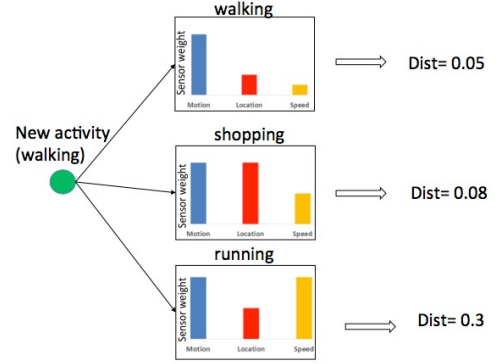 walking
Sensor weight
Motion Location Speed
Dist= 0.05
New activity
(walking)
shopping
Sensor weight
Motion Location Speed
Dist= 0.08
running
Sensor weight
Motion Location Speed
Dist= 0.3